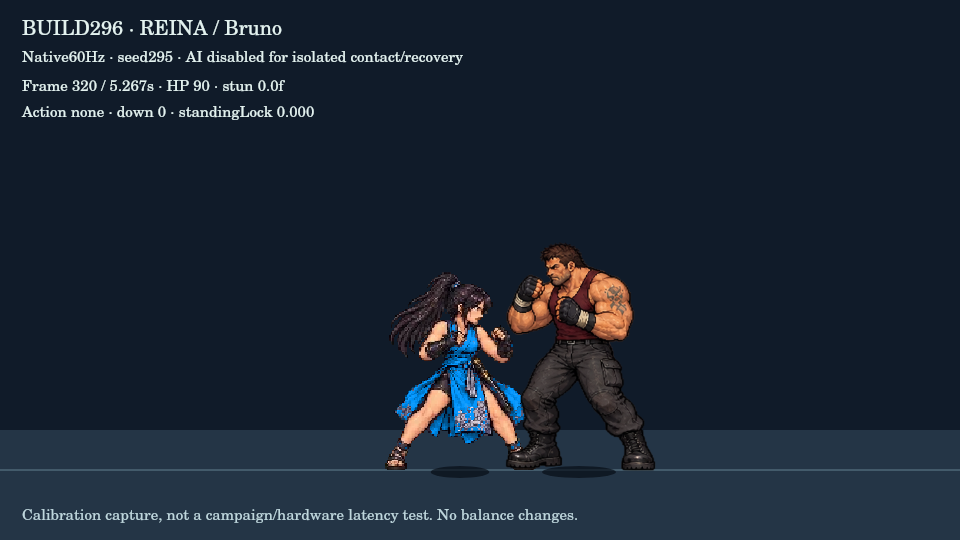 BUILD296 · REINA / Bruno
Native60Hz · seed295 · AI disabled for isolated contact/recovery
Frame 320 / 5.267s · HP 90 · stun 0.0f
Action none · down 0 · standingLock 0.000
Calibration capture, not a campaign/hardware latency test. No balance changes.